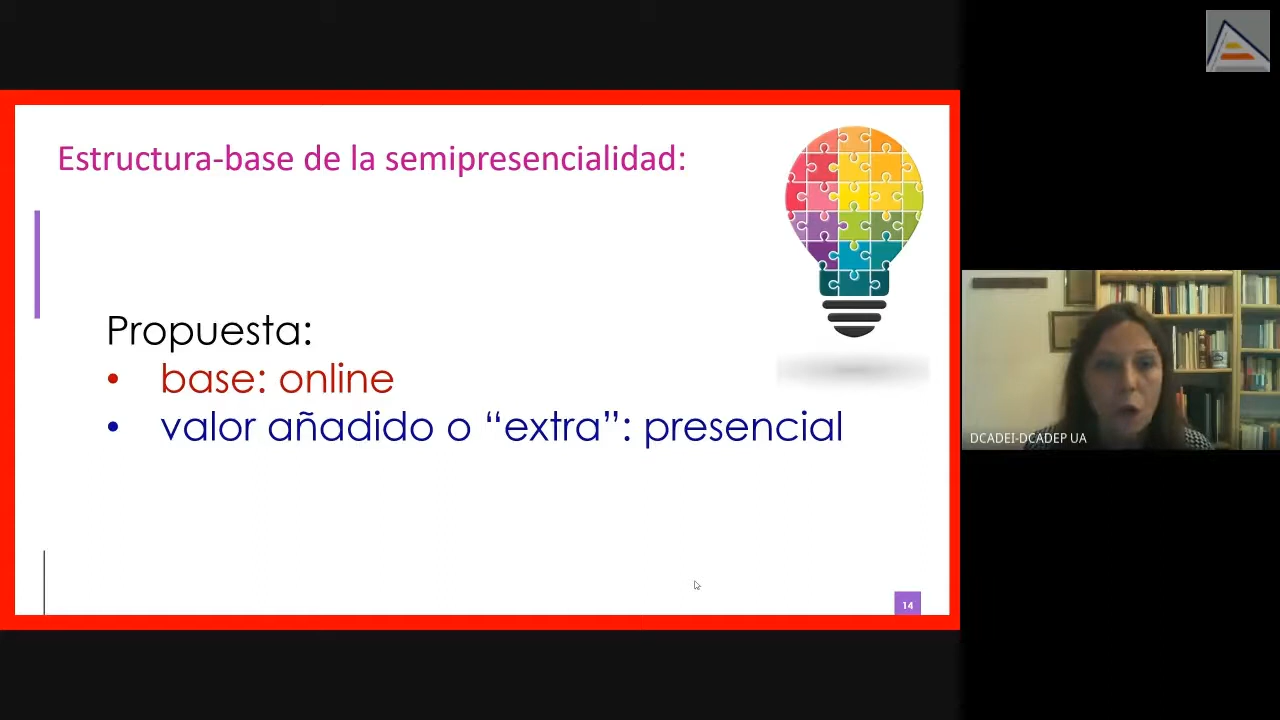 Estructura-base de la semipresencialidad:
Propuesta:
• base: online
• valor añadido o “extra”: presencial
14
DCADEI-DCADEP UA